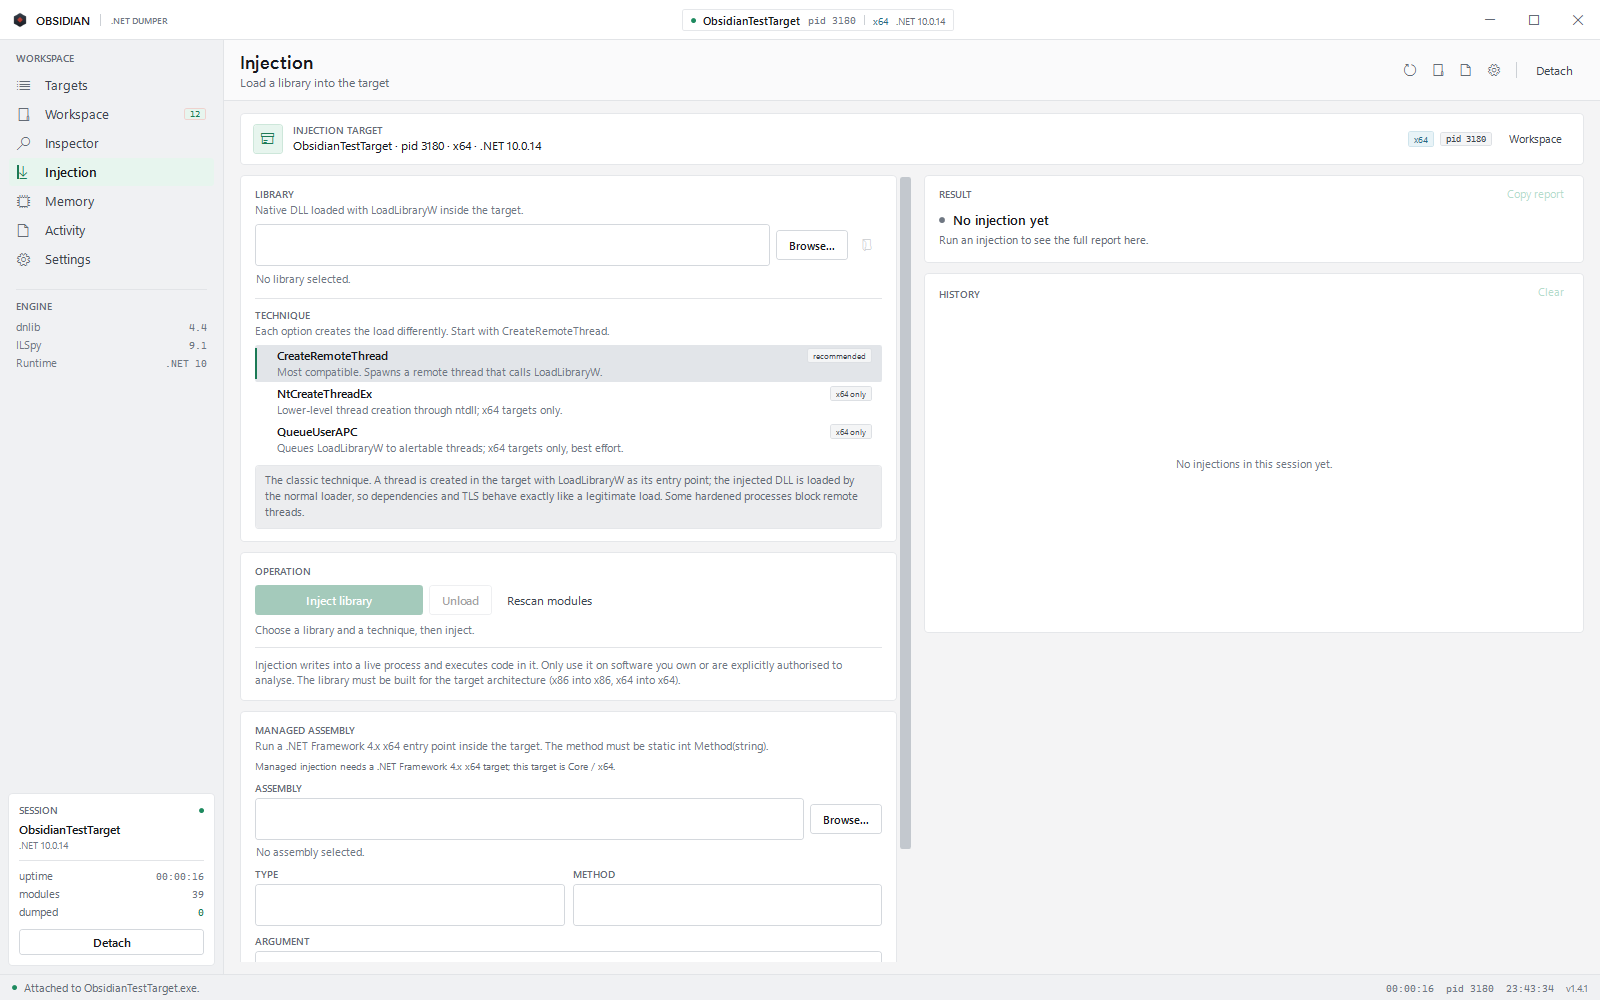 OBSIDIAN
.NET DUMPER
ObsidianTestTarget pid 3180 x64 .NET 10.0.14
WORKSPACE
Targets
Workspace 12
Inspector
Injection
Memory
Activity
Settings
ENGINE
dnlib 4.4
ILSpy 9.1
Runtime .NET 10
SESSION
ObsidianTestTarget
.NET 10.0.14
uptime 00:00:16
modules 39
dumped 0
Detach
Injection
Load a library into the target
Detach
INJECTION TARGET
ObsidianTestTarget · pid 3180 · x64 · .NET 10.0.14
x64 pid 3180 Workspace
LIBRARY
Native DLL loaded with LoadLibraryW inside the target.
Browse...
No library selected.
TECHNIQUE
Each option creates the load differently. Start with CreateRemoteThread.
CreateRemoteThread recommended
Most compatible. Spawns a remote thread that calls LoadLibraryW.
NtCreateThreadEx x64 only
Lower-level thread creation through ntdll; x64 targets only.
QueueUserAPC x64 only
Queues LoadLibraryW to alertable threads; x64 targets only, best effort.
The classic technique. A thread is created in the target with LoadLibraryW as its entry point; the injected DLL is loaded by
the normal loader, so dependencies and TLS behave exactly like a legitimate load. Some hardened processes block remote
threads.
OPERATION
Inject library Unload Rescan modules
Choose a library and a technique, then inject.
Injection writes into a live process and executes code in it. Only use it on software you own or are explicitly authorised to
analyse. The library must be built for the target architecture (x86 into x86, x64 into x64).
MANAGED ASSEMBLY
Run a .NET Framework 4.x x64 entry point inside the target. The method must be static int Method(string).
Managed injection needs a .NET Framework 4.x x64 target; this target is Core / x64.
ASSEMBLY
Browse...
No assembly selected.
TYPE METHOD
ARGUMENT
RESULT Copy report
No injection yet
Run an injection to see the full report here.
HISTORY Clear
No injections in this session yet.
Attached to ObsidianTestTarget.exe.
00:00:16 pid 3180 23:43:34 v1.4.1